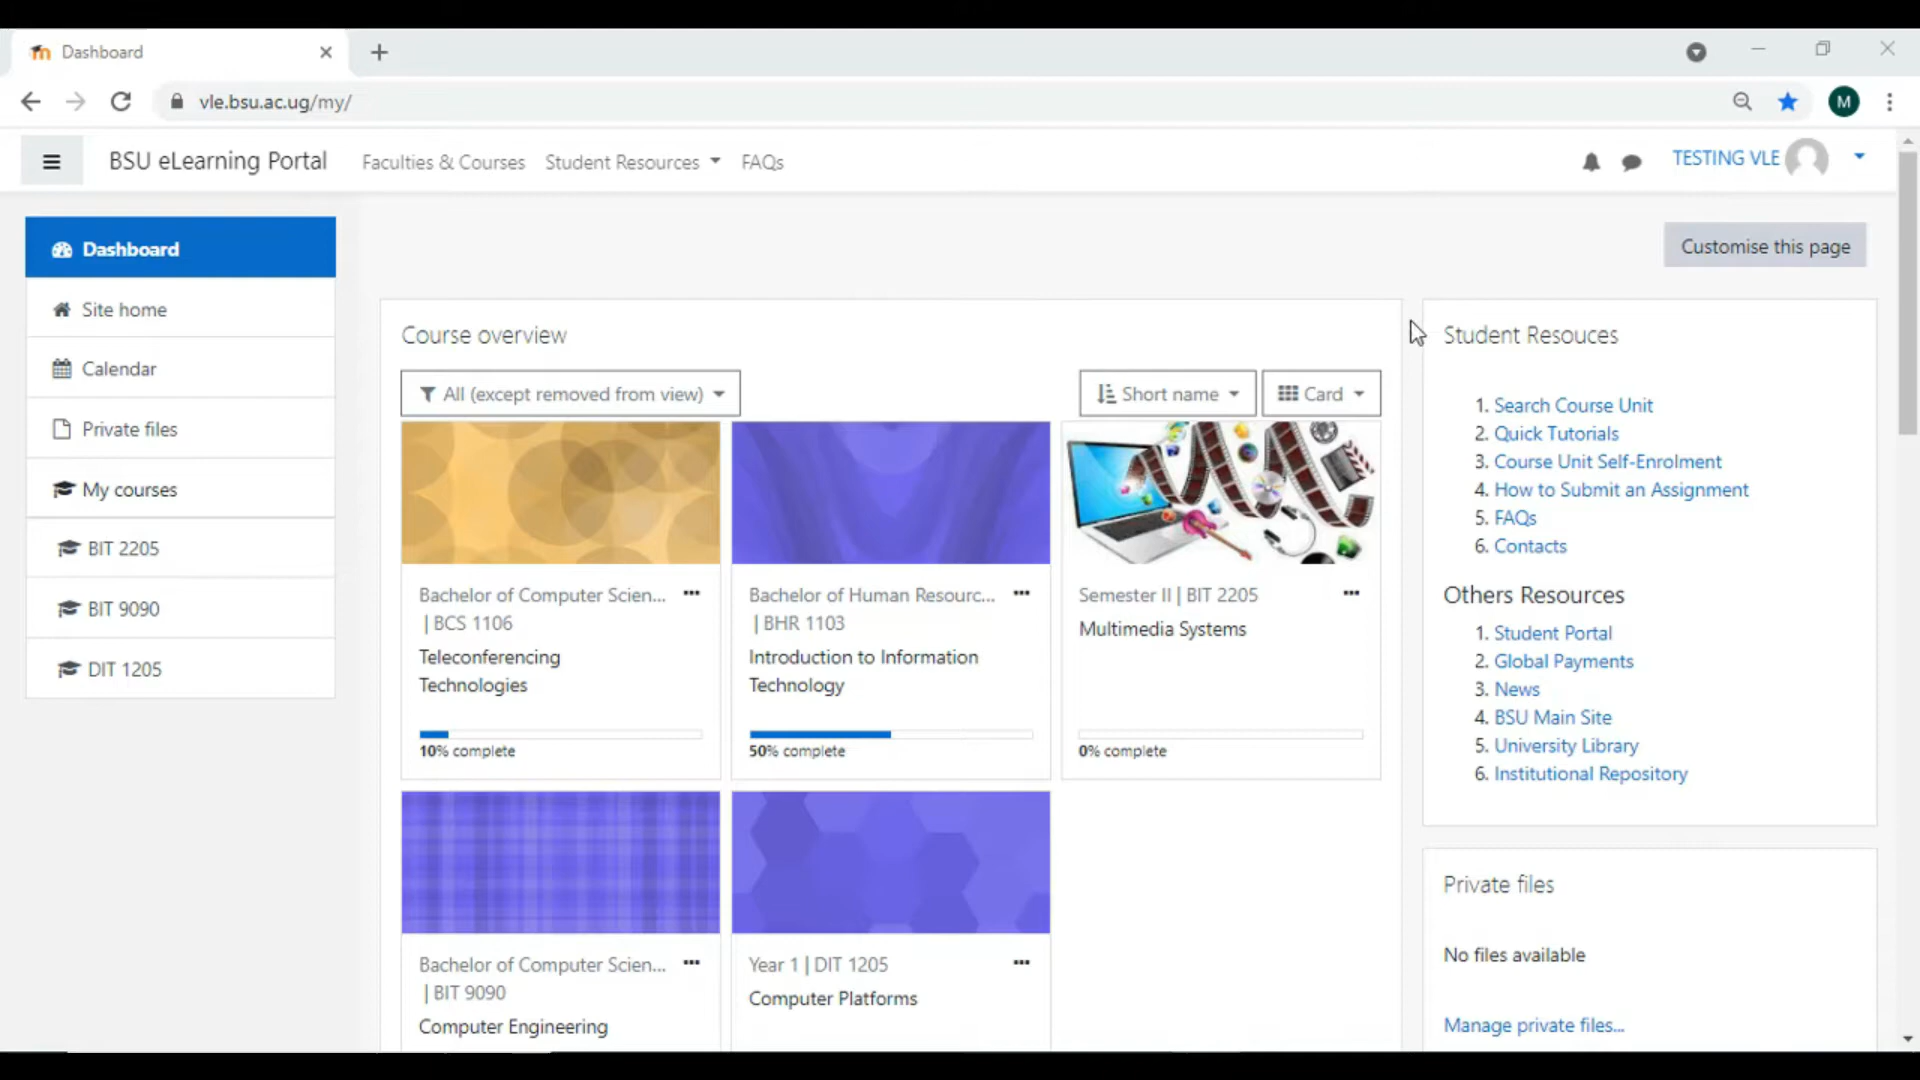 Dashboard
vle.bsu.ac.ug/my/
M
BSU eLearning Portal
Faculties & Courses
Student Resources
FAQs
TESTING VLE
Dashboard
Site home
Calendar
Private files
My courses
BIT 2205
BIT 9090
DIT 1205
Customise this page
Course overview
All (except removed from view)
Short name
Card
Bachelor of Computer Scien...
| BCS 1106
Teleconferencing
Technologies
10% complete
Bachelor of Human Resourc...
| BHR 1103
Introduction to Information
Technology
50% complete
Semester II | BIT 2205
Multimedia Systems
0% complete
Bachelor of Computer Scien...
| BIT 9090
Computer Engineering
Year 1 | DIT 1205
Computer Platforms
Student Resouces
1. Search Course Unit
2. Quick Tutorials
3. Course Unit Self-Enrolment
4. How to Submit an Assignment
5. FAQs
6. Contacts
Others Resources
1. Student Portal
2. Global Payments
3. News
4. BSU Main Site
5. University Library
6. Institutional Repository
Private files
No files available
Manage private files...